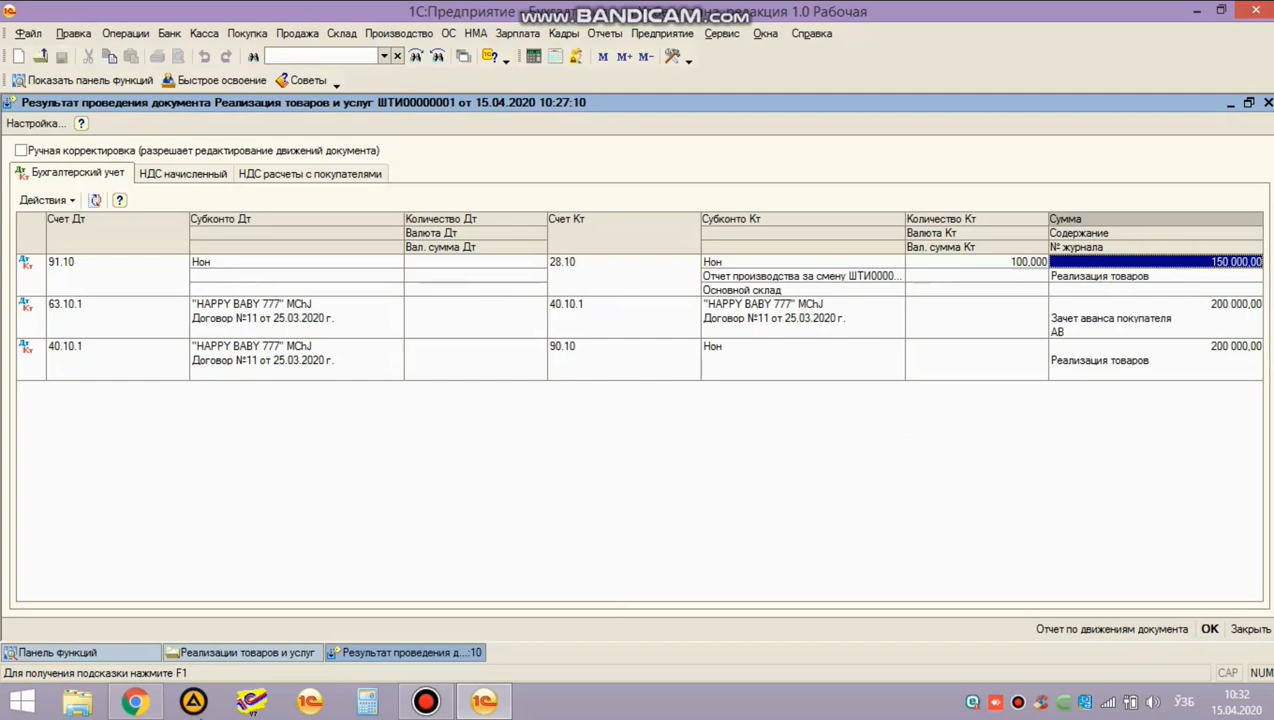 1С:Предприятие - Бухгал
редакция 1.0 Рабочая
www.BANDICAM.com
Файл Правка Операции Банк Касса Покупка Продажа Склад Производство ОС НМА Зарплата Кадры Отчеты Предприятие Сервис Окна Справка
M M+ M-
Показать панель функций Быстрое освоение Советы
Результат проведения документа Реализация товаров и услуг ШТИ00000001 от 15.04.2020 10:27:10
Настройка... ?
Ручная корректировка (разрешает редактирование движений документа)
Дт Кт Бухгалтерский учет НДС начисленный НДС расчеты с покупателями
Действия ?
Счет Дт Субконто Дт Количество Дт Счет Кт Субконто Кт Количество Кт Сумма
Валюта Дт Валюта Кт Содержание
Вал. сумма Дт Вал. сумма Кт № журнала
Дт Кт 91.10 Нон 28.10 Нон 100,000 150 000,00
Отчет производства за смену ШТИ0000... Реализация товаров
Основной склад
Дт Кт 63.10.1 "HAPPY BABY 777" MChJ 40.10.1 "HAPPY BABY 777" MChJ 200 000,00
Договор №11 от 25.03.2020 г. Договор №11 от 25.03.2020 г. Зачет аванса покупателя
АВ
Дт Кт 40.10.1 "HAPPY BABY 777" MChJ 90.10 Нон 200 000,00
Договор №11 от 25.03.2020 г. Реализация товаров
Отчет по движениям документа OK Закрыть
Панель функций Реализации товаров и услуг Результат проведения д...:10
Для получения подсказки нажмите F1 CAP NUM
ЎЗБ 10:32
15.04.2020